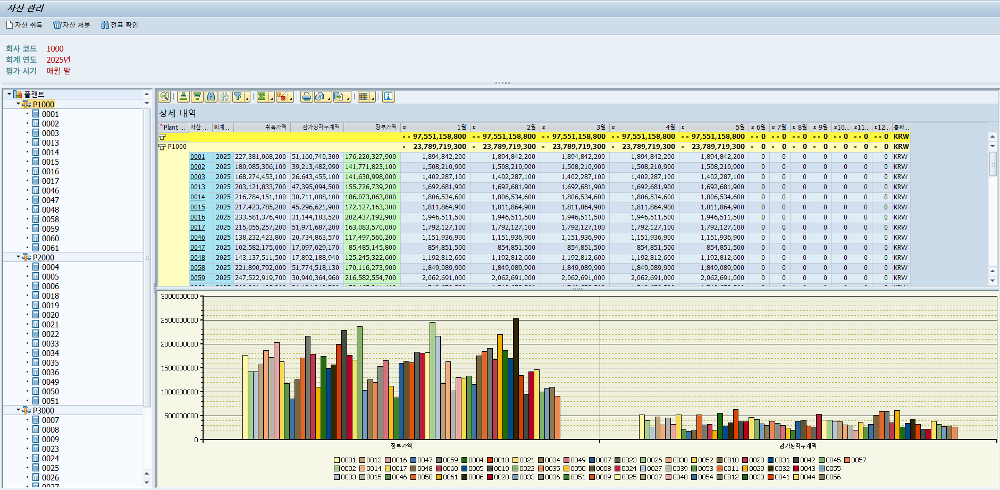 자산 관리
자산 취득 자산 처분 전표 확인
회사 코드 1000
회계 연도 2025년
평가 시기 매월 말
플랜트
P1000
0001
0002
0003
0013
0014
0015
0016
0017
0046
0047
0048
0058
0059
0060
0061
P2000
0004
0005
0006
0018
0019
0020
0021
0022
0033
0034
0035
0036
0049
0050
0051
P3000
0007
0008
0009
0023
0024
0025
0026
0027
상세 내역
Plant ... 자산 ... 회계... 취득가액 감가상각누계액 장부가액 Σ 1월 Σ 2월 Σ 3월 Σ 4월 Σ 5월 Σ 6월 Σ 7월 Σ 8월 Σ 9월 Σ10... Σ11... Σ12... 통화...
97,551,158,800 97,551,158,800 97,551,158,800 97,551,158,800 97,551,158,800 0 0 0 0 0 0 0 KRW
P1000 23,789,719,300 23,789,719,300 23,789,719,300 23,789,719,300 23,789,719,300 0 0 0 0 0 0 0 KRW
0001 2025 227,381,068,200 51,160,740,300 176,220,327,900 1,894,842,200 1,894,842,200 1,894,842,200 1,894,842,200 1,894,842,200 0 0 0 0 0 0 0 KRW
0002 2025 180,985,306,100 39,213,482,990 141,771,823,100 1,508,210,900 1,508,210,900 1,508,210,900 1,508,210,900 1,508,210,900 0 0 0 0 0 0 0 KRW
0003 2025 168,274,453,100 26,643,455,100 141,630,998,000 1,402,287,100 1,402,287,100 1,402,287,100 1,402,287,100 1,402,287,100 0 0 0 0 0 0 0 KRW
0013 2025 203,121,833,700 47,395,094,500 155,726,739,200 1,692,681,900 1,692,681,900 1,692,681,900 1,692,681,900 1,692,681,900 0 0 0 0 0 0 0 KRW
0014 2025 216,784,151,100 30,711,088,100 186,073,063,000 1,806,534,600 1,806,534,600 1,806,534,600 1,806,534,600 1,806,534,600 0 0 0 0 0 0 0 KRW
0015 2025 217,423,785,200 45,296,621,900 172,127,163,300 1,811,864,900 1,811,864,900 1,811,864,900 1,811,864,900 1,811,864,900 0 0 0 0 0 0 0 KRW
0016 2025 233,581,376,400 31,144,183,520 202,437,192,900 1,946,511,500 1,946,511,500 1,946,511,500 1,946,511,500 1,946,511,500 0 0 0 0 0 0 0 KRW
0017 2025 215,055,257,200 51,971,687,200 163,083,570,000 1,792,127,100 1,792,127,100 1,792,127,100 1,792,127,100 1,792,127,100 0 0 0 0 0 0 0 KRW
0046 2025 138,232,423,800 20,734,863,570 117,497,560,200 1,151,936,900 1,151,936,900 1,151,936,900 1,151,936,900 1,151,936,900 0 0 0 0 0 0 0 KRW
0047 2025 102,582,175,000 17,097,029,170 85,485,145,800 854,851,500 854,851,500 854,851,500 854,851,500 854,851,500 0 0 0 0 0 0 0 KRW
0048 2025 143,137,511,500 17,892,188,940 125,245,322,600 1,192,812,600 1,192,812,600 1,192,812,600 1,192,812,600 1,192,812,600 0 0 0 0 0 0 0 KRW
0058 2025 221,890,792,000 51,774,518,130 170,116,273,900 1,849,089,900 1,849,089,900 1,849,089,900 1,849,089,900 1,849,089,900 0 0 0 0 0 0 0 KRW
0059 2025 247,522,919,700 30,940,364,960 216,582,554,700 2,062,691,000 2,062,691,000 2,062,691,000 2,062,691,000 2,062,691,000 0 0 0 0 0 0 0 KRW
3000000000
2500000000
2000000000
1500000000
1000000000
500000000
0
장부가액 감가상각누계액
0001 0013 0016 0047 0059 0004 0018 0021 0034 0049 0007 0023 0026 0038 0052 0010 0028 0031 0042 0045 0057
0002 0014 0017 0048 0060 0005 0019 0022 0035 0050 0008 0024 0027 0039 0053 0011 0029 0032 0043 0055
0003 0015 0046 0058 0061 0006 0020 0033 0036 0051 0009 0025 0037 0040 0054 0012 0030 0041 0044 0056